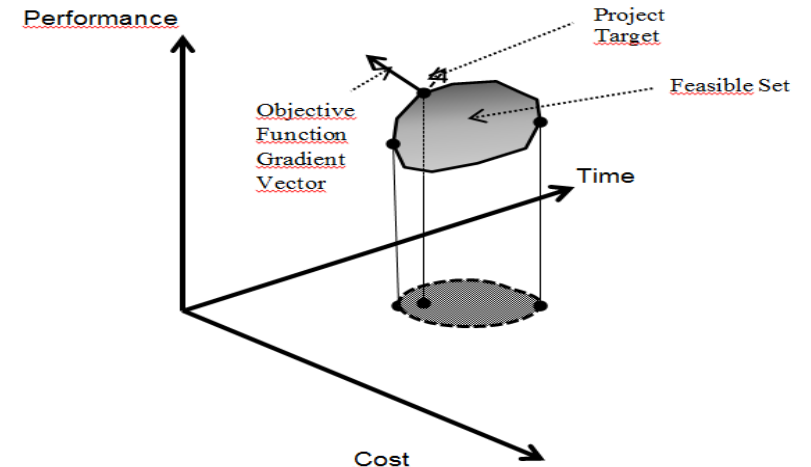 Performance
Project
Target
Feasible Set
Objective
Function
Gradient
Vector
Time
Cost